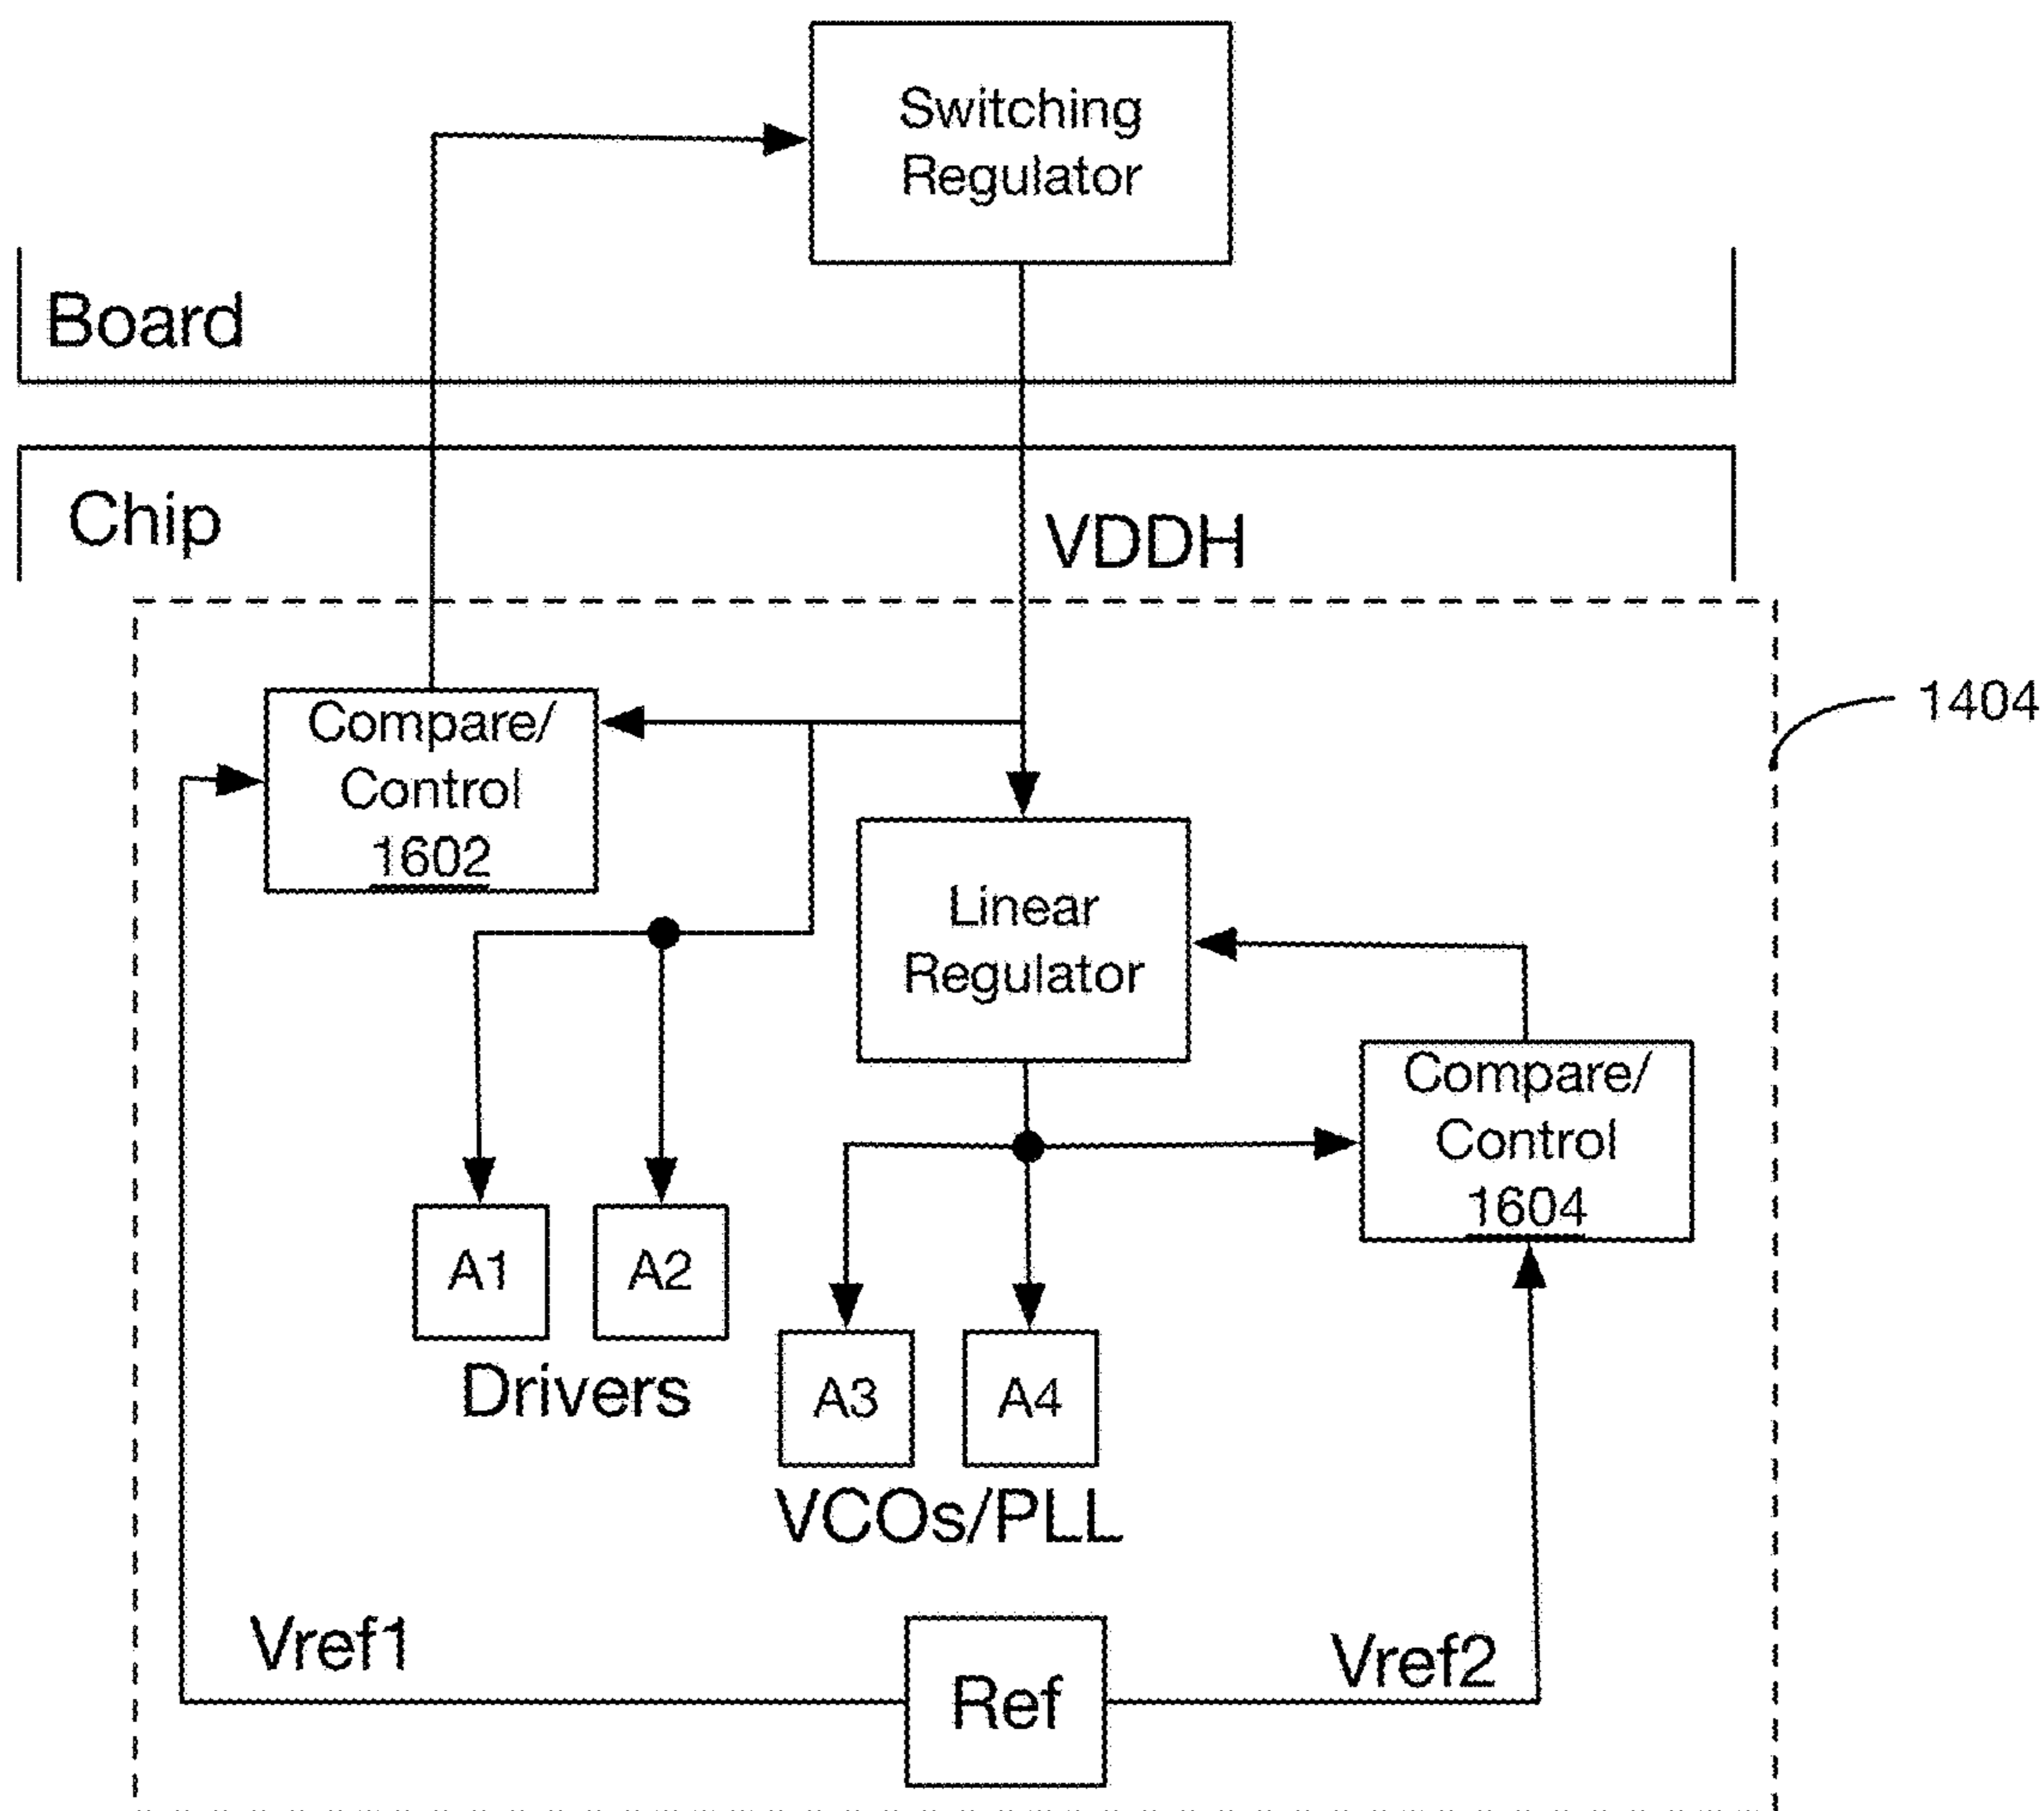 Switching
Regulator
Board
Chip
VDDH
1404
Compare/
Control
1602
Linear
Regulator
Compare/
Control
1604
A1
A2
Drivers
A3
A4
VCOs/PLL
Vref1
Ref
Vref2